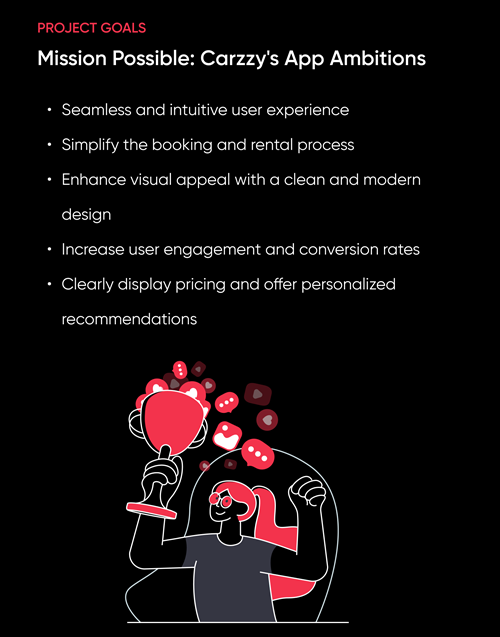 PROJECT GOALS
Mission Possible: Carzzy's App Ambitions
• Seamless and intuitive user experience
• Simplify the booking and rental process
• Enhance visual appeal with a clean and modern
design
• Increase user engagement and conversion rates
• Clearly display pricing and offer personalized
recommendations